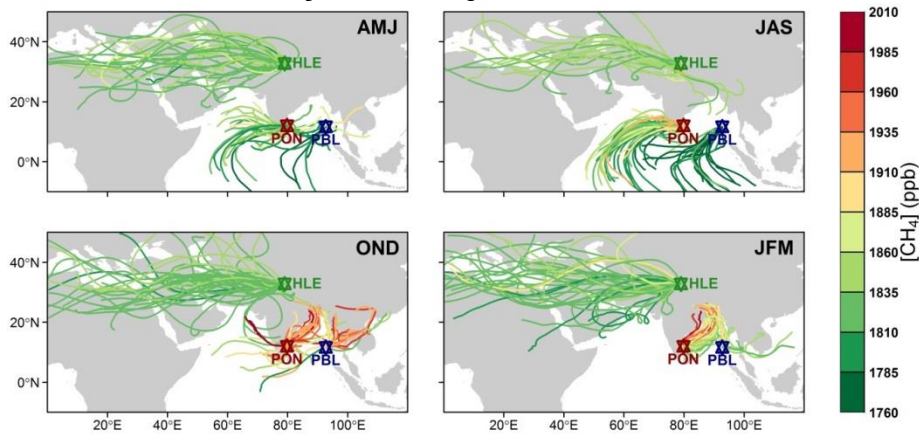 AMJ
JAS
40°N
HLE
HLE
20°N
PON
PBL
PON
PBL
0°N
OND
JFM
40°N
HLE
HLE
20°N
PON
PBL
PON
PBL
0°N
20°E 40°E 60°E 80°E 100°E
20°E 40°E 60°E 80°E 100°E
2010
1985
1960
1935
1910
1885
1860
1835
1810
1785
1760
[CH₄] (ppb)